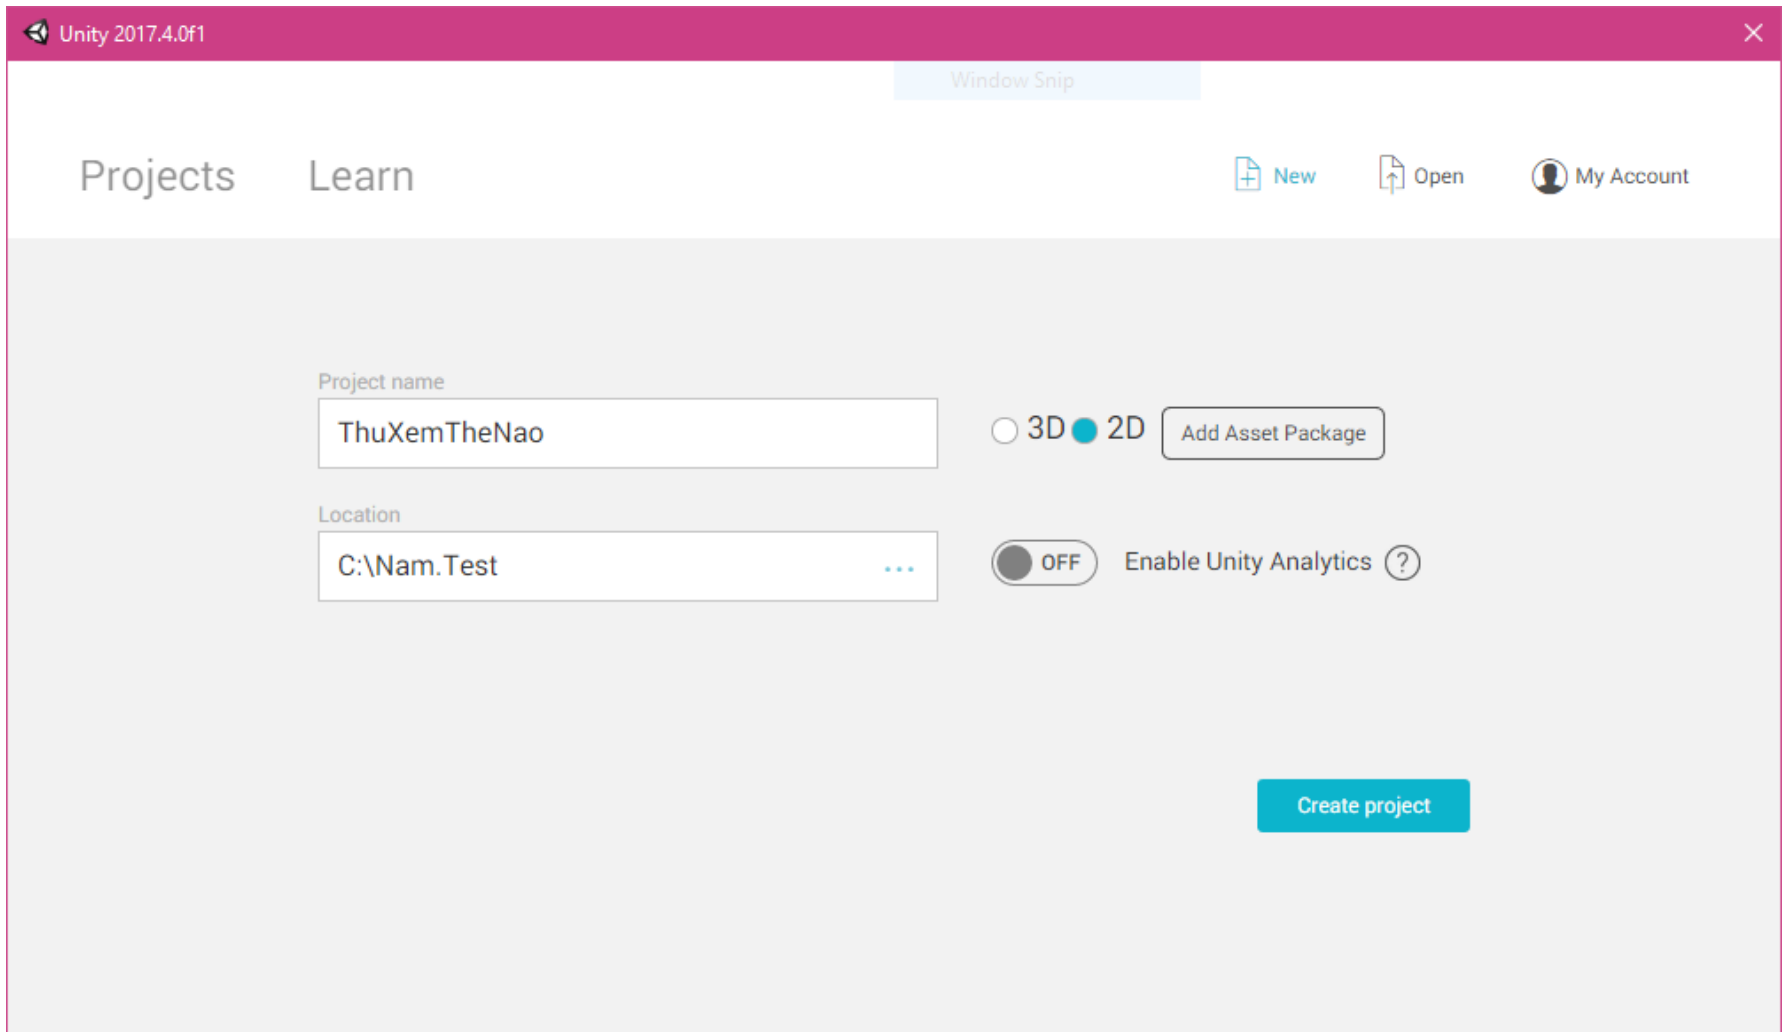 Unity 2017.4.0f1
Window Snip
Projects Learn New Open My Account
Project name
ThuXemTheNao 3D 2D Add Asset Package
Location
C:\Nam.Test ... OFF Enable Unity Analytics ?
Create project